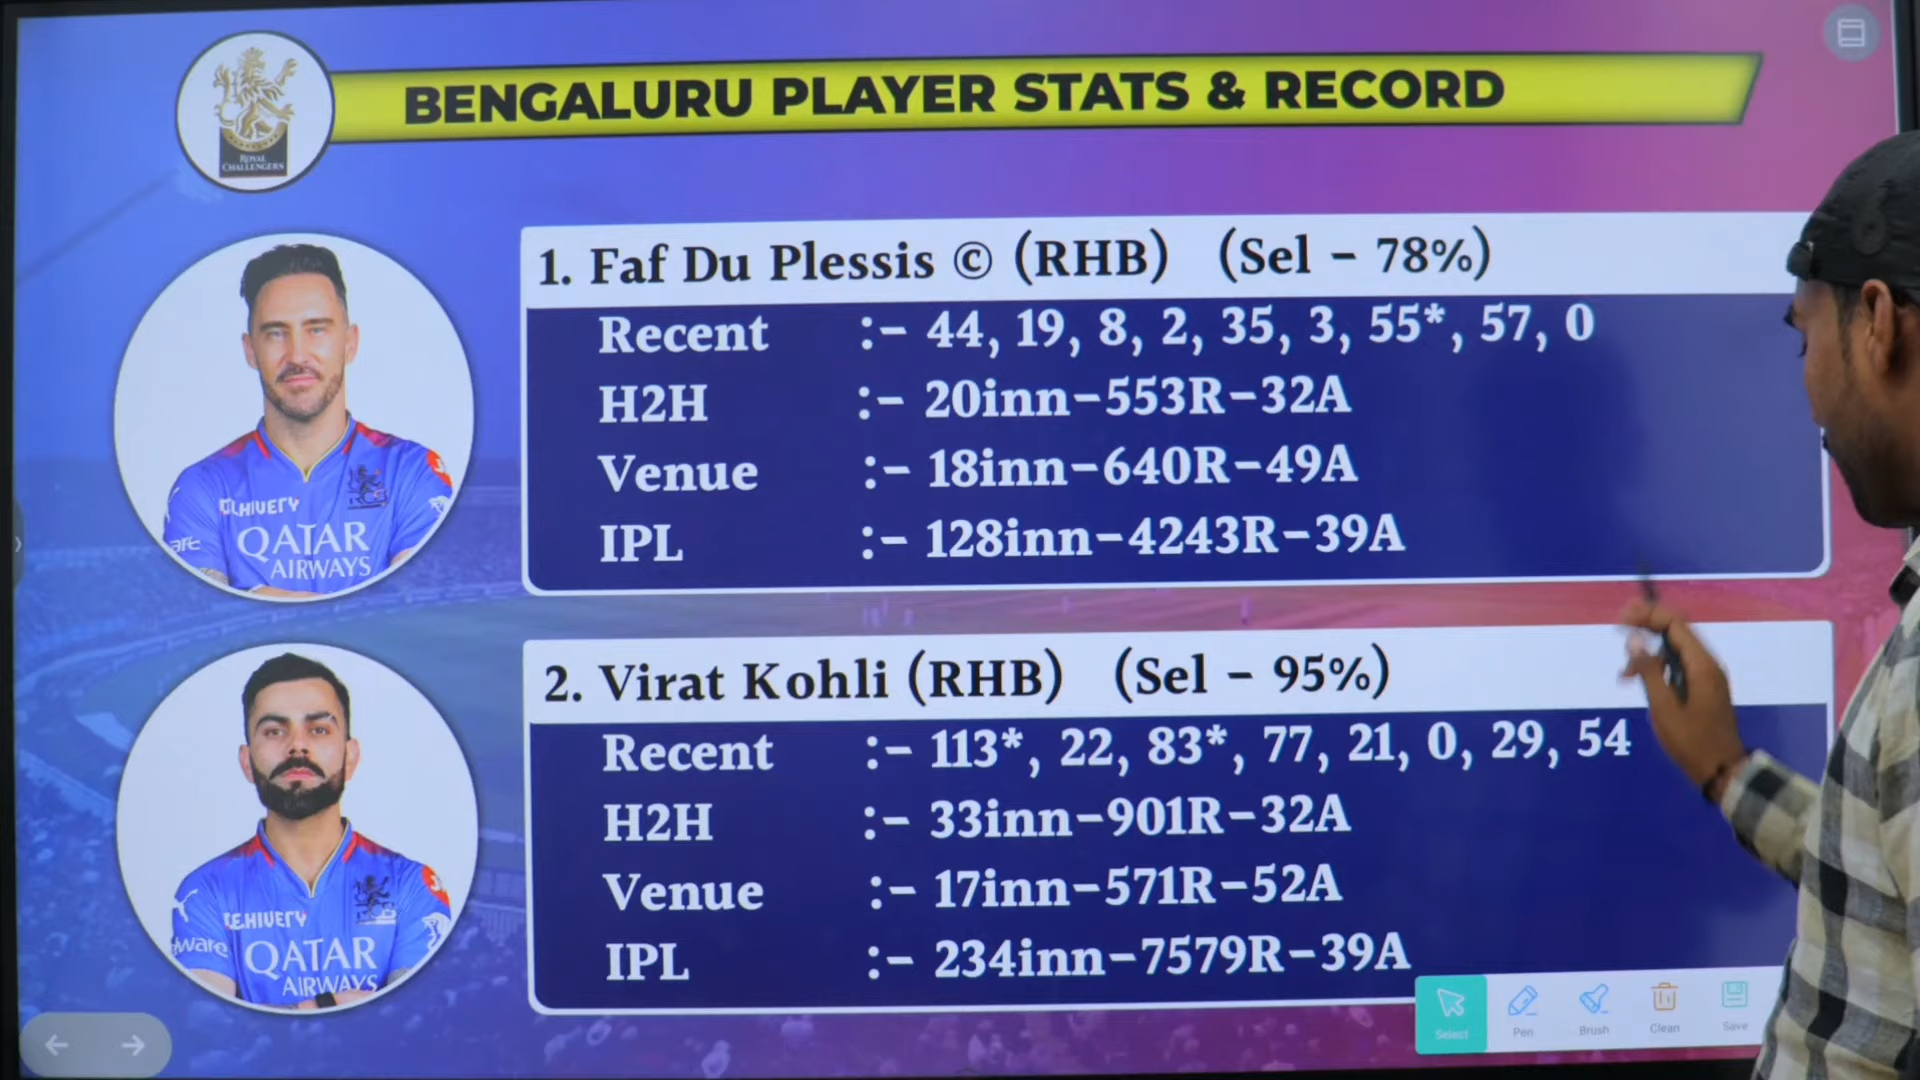 ROYAL
CHALLENGERS
BENGALURU PLAYER STATS & RECORD
1. Faf Du Plessis © (RHB) (Sel - 78%)
Recent :- 44, 19, 8, 2, 35, 3, 55*, 57, 0
H2H :- 20inn-553R-32A
Venue :- 18inn-640R-49A
IPL :- 128inn-4243R-39A
QATAR
AIRWAYS
2. Virat Kohli (RHB) (Sel - 95%)
Recent :- 113*, 22, 83*, 77, 21, 0, 29, 54
H2H :- 33inn-901R-32A
Venue :- 17inn-571R-52A
IPL :- 234inn-7579R-39A
QATAR
AIRWAYS
Select Pen Brush Clean Save